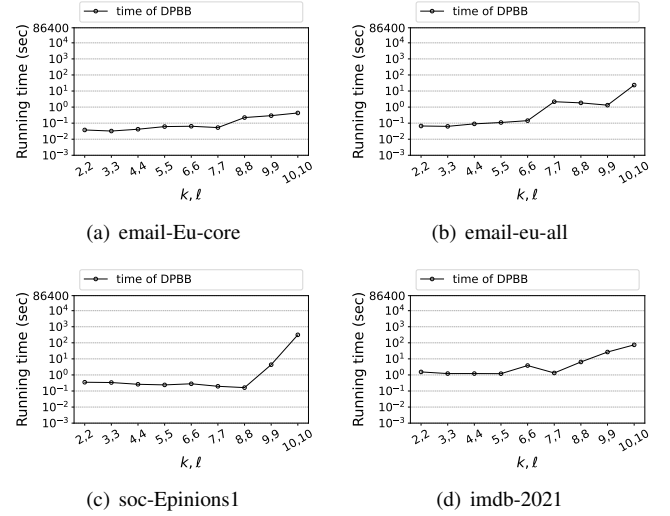 time of DPBB
time of DPBB
86400
10⁴
10³
10²
10¹
10⁰
10⁻¹
10⁻²
10⁻³
Running time (sec)
2,2 3,3 4,4 5,5 6,6 7,7 8,8 9,9 10,10
k, ℓ
(a) email-Eu-core
86400
10⁴
10³
10²
10¹
10⁰
10⁻¹
10⁻²
10⁻³
Running time (sec)
2,2 3,3 4,4 5,5 6,6 7,7 8,8 9,9 10,10
k, ℓ
(b) email-eu-all
time of DPBB
time of DPBB
86400
10⁴
10³
10²
10¹
10⁰
10⁻¹
10⁻²
10⁻³
Running time (sec)
2,2 3,3 4,4 5,5 6,6 7,7 8,8 9,9 10,10
k, ℓ
(c) soc-Epinions1
86400
10⁴
10³
10²
10¹
10⁰
10⁻¹
10⁻²
10⁻³
Running time (sec)
2,2 3,3 4,4 5,5 6,6 7,7 8,8 9,9 10,10
k, ℓ
(d) imdb-2021